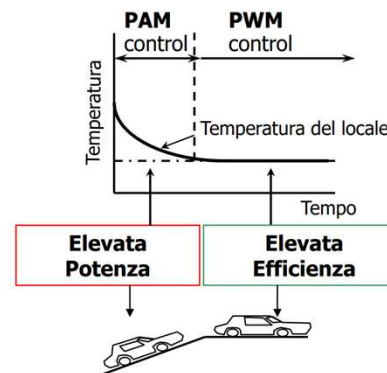 PAM PWM
control control
Temperatura
Temperatura del locale
Tempo
Elevata
Potenza
Elevata
Efficienza